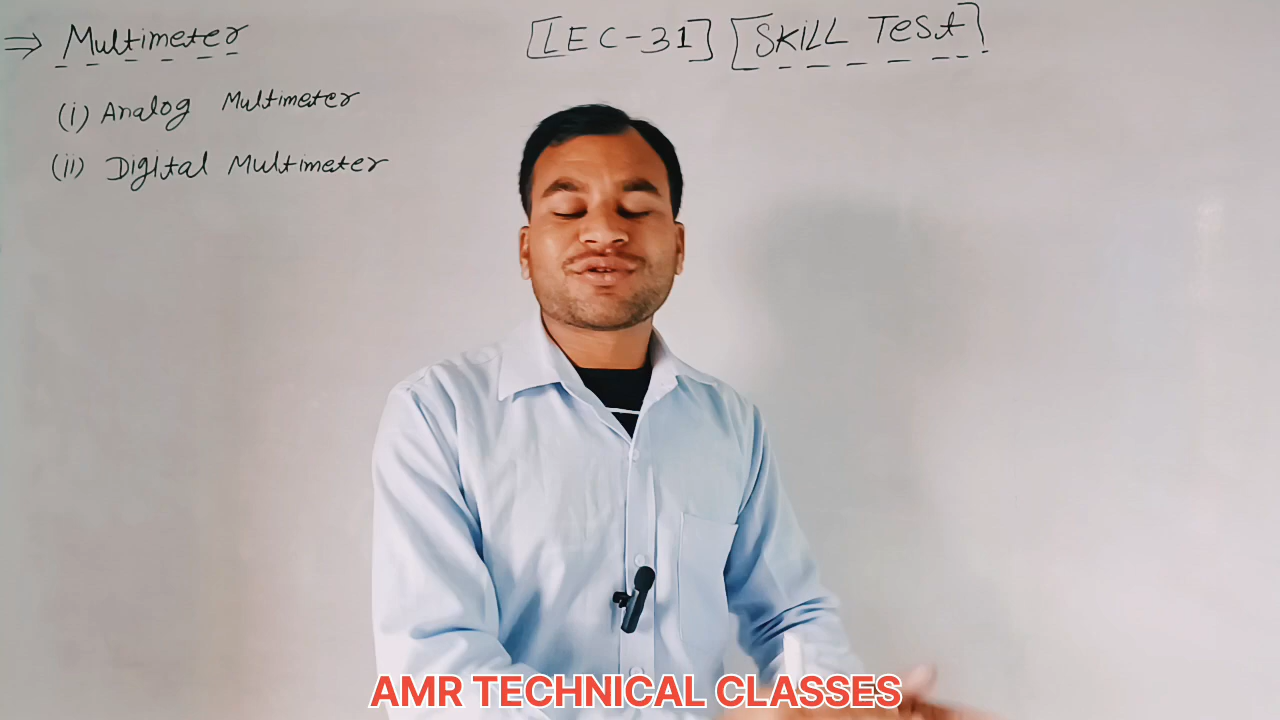 ⇒ Multimeter
[LEC-31] [SKiLL TeSt]
(i) Analog Multimeter
(ii) Digital Multimeter
AMR TECHNICAL CLASSES